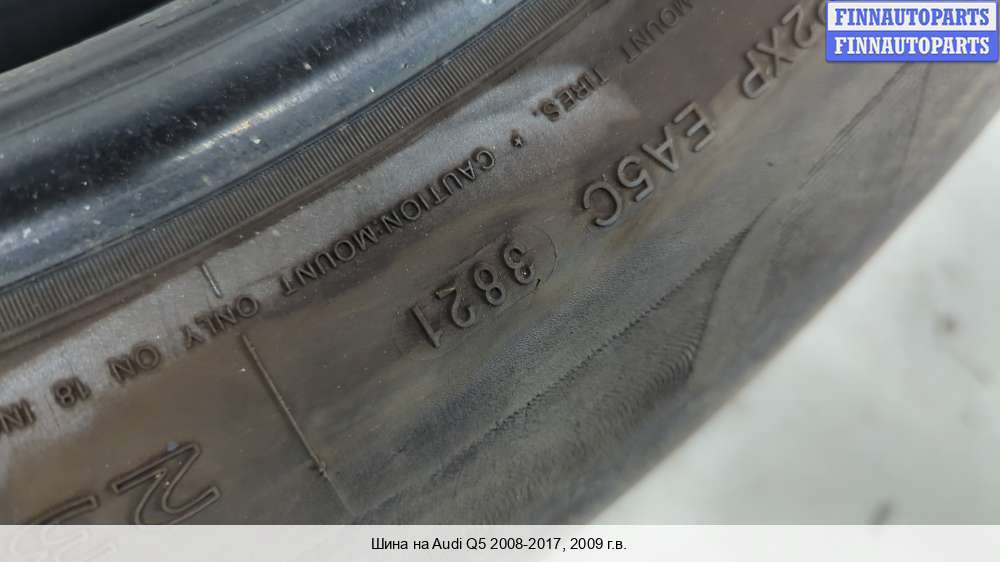 FINNAUTOPARTS
FINNAUTOPARTS
MOUNT TIRES.
CAUTION:MOUNT ONLY ON 18 IN
2XP EA5C
3821
Шина на Audi Q5 2008-2017, 2009 г.в.